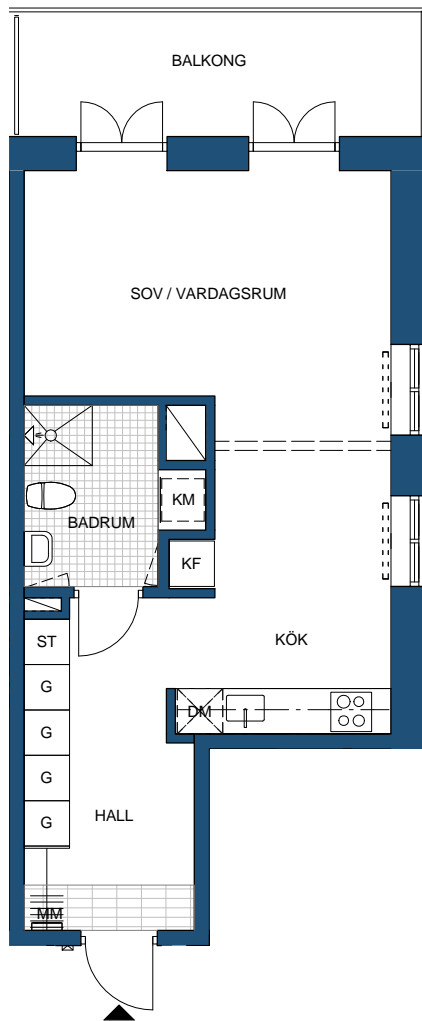 BALKONG
SOV / VARDAGSRUM
KM
BADRUM
KF
ST
KÖK
G
DM
G
G
G
HALL
MM